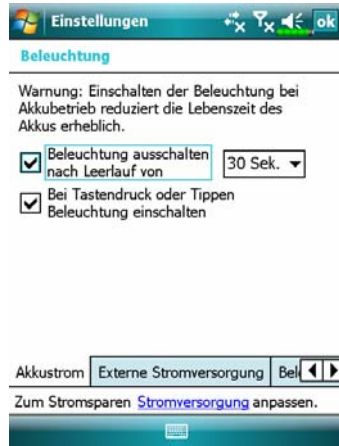 Einstellungen ok
Beleuchtung
Warnung: Einschalten der Beleuchtung bei
Akkubetrieb reduziert die Lebenszeit des
Akkus erheblich.
Beleuchtung ausschalten
nach Leerlauf von 30 Sek.
Bei Tastendruck oder Tippen
Beleuchtung einschalten
Akkustrom Externe Stromversorgung Bel
Zum Stromsparen Stromversorgung anpassen.